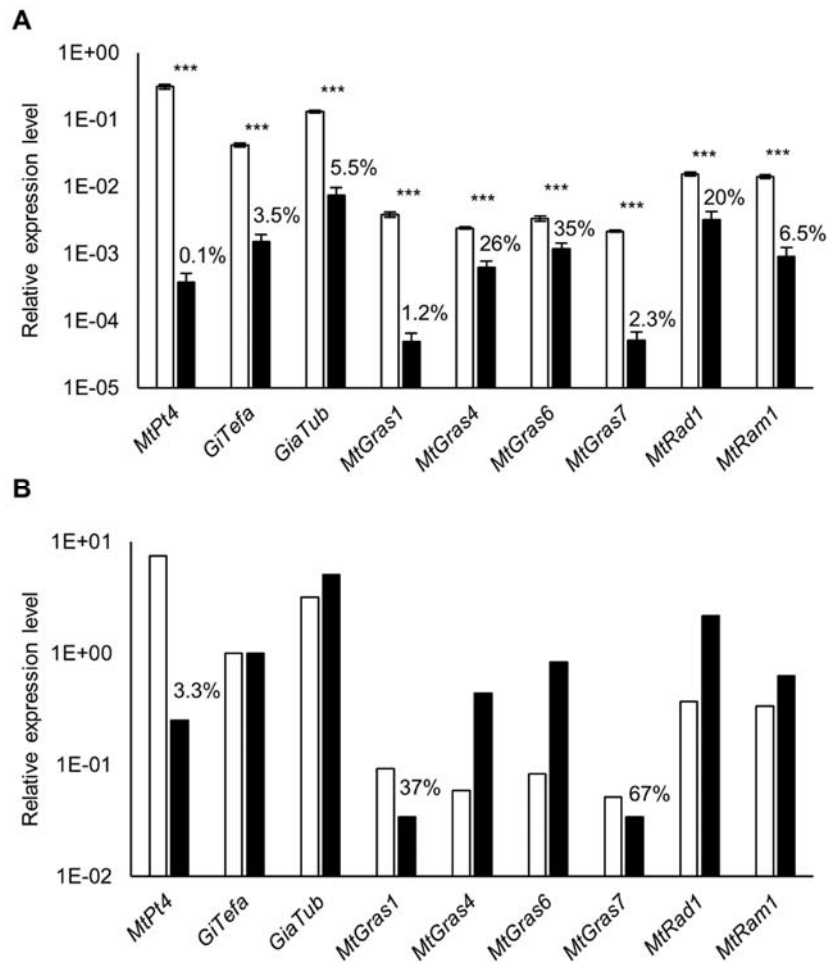 A
Relative expression level
1E+00
1E-01
1E-02
1E-03
1E-04
1E-05
*** *** *** *** *** *** *** *** ***
0.1% 3.5% 5.5% 1.2% 26% 35% 2.3% 20% 6.5%
MtPt4 GiTefa GiaTub MtGras1 MtGras4 MtGras6 MtGras7 MtRad1 MtRam1
B
Relative expression level
1E+01
1E+00
1E-01
1E-02
3.3% 37% 67%
MtPt4 GiTefa GiaTub MtGras1 MtGras4 MtGras6 MtGras7 MtRad1 MtRam1